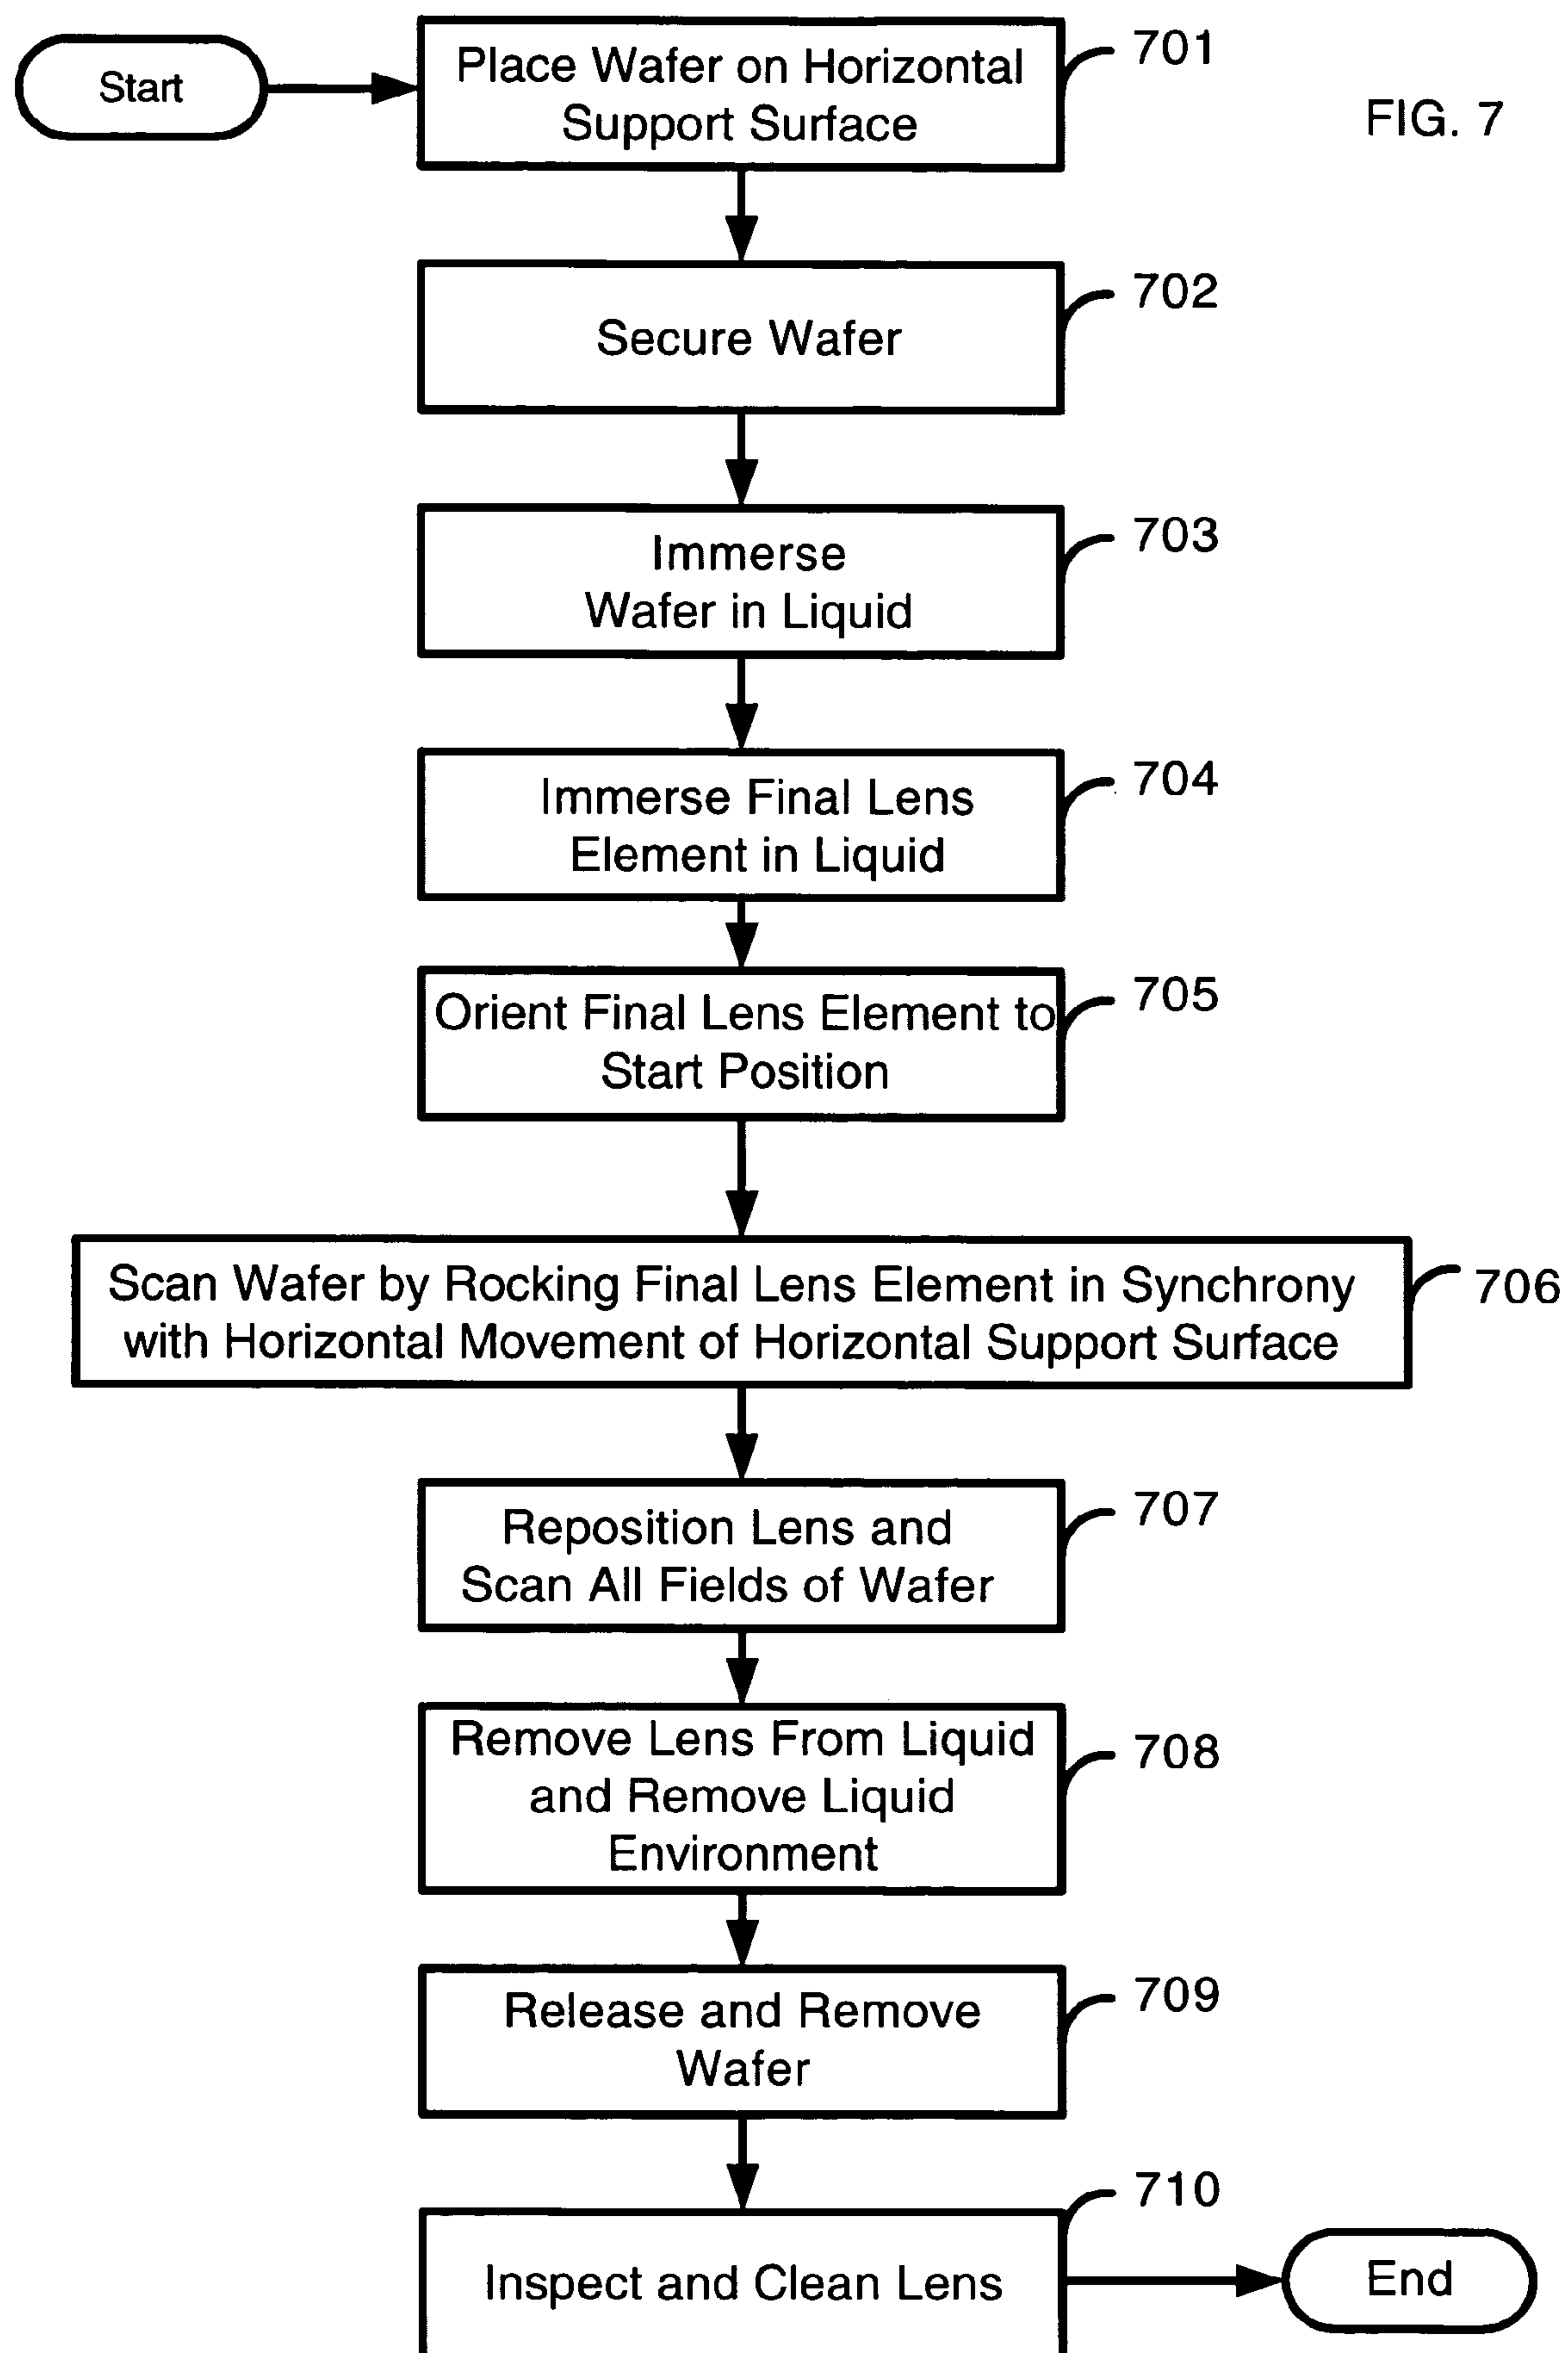 Start
Place Wafer on Horizontal
Support Surface
701
FIG. 7
Secure Wafer
702
Immerse
Wafer in Liquid
703
Immerse Final Lens
Element in Liquid
704
Orient Final Lens Element to
Start Position
705
Scan Wafer by Rocking Final Lens Element in Synchrony
with Horizontal Movement of Horizontal Support Surface
706
Reposition Lens and
Scan All Fields of Wafer
707
Remove Lens From Liquid
and Remove Liquid
Environment
708
Release and Remove
Wafer
709
Inspect and Clean Lens
710
End